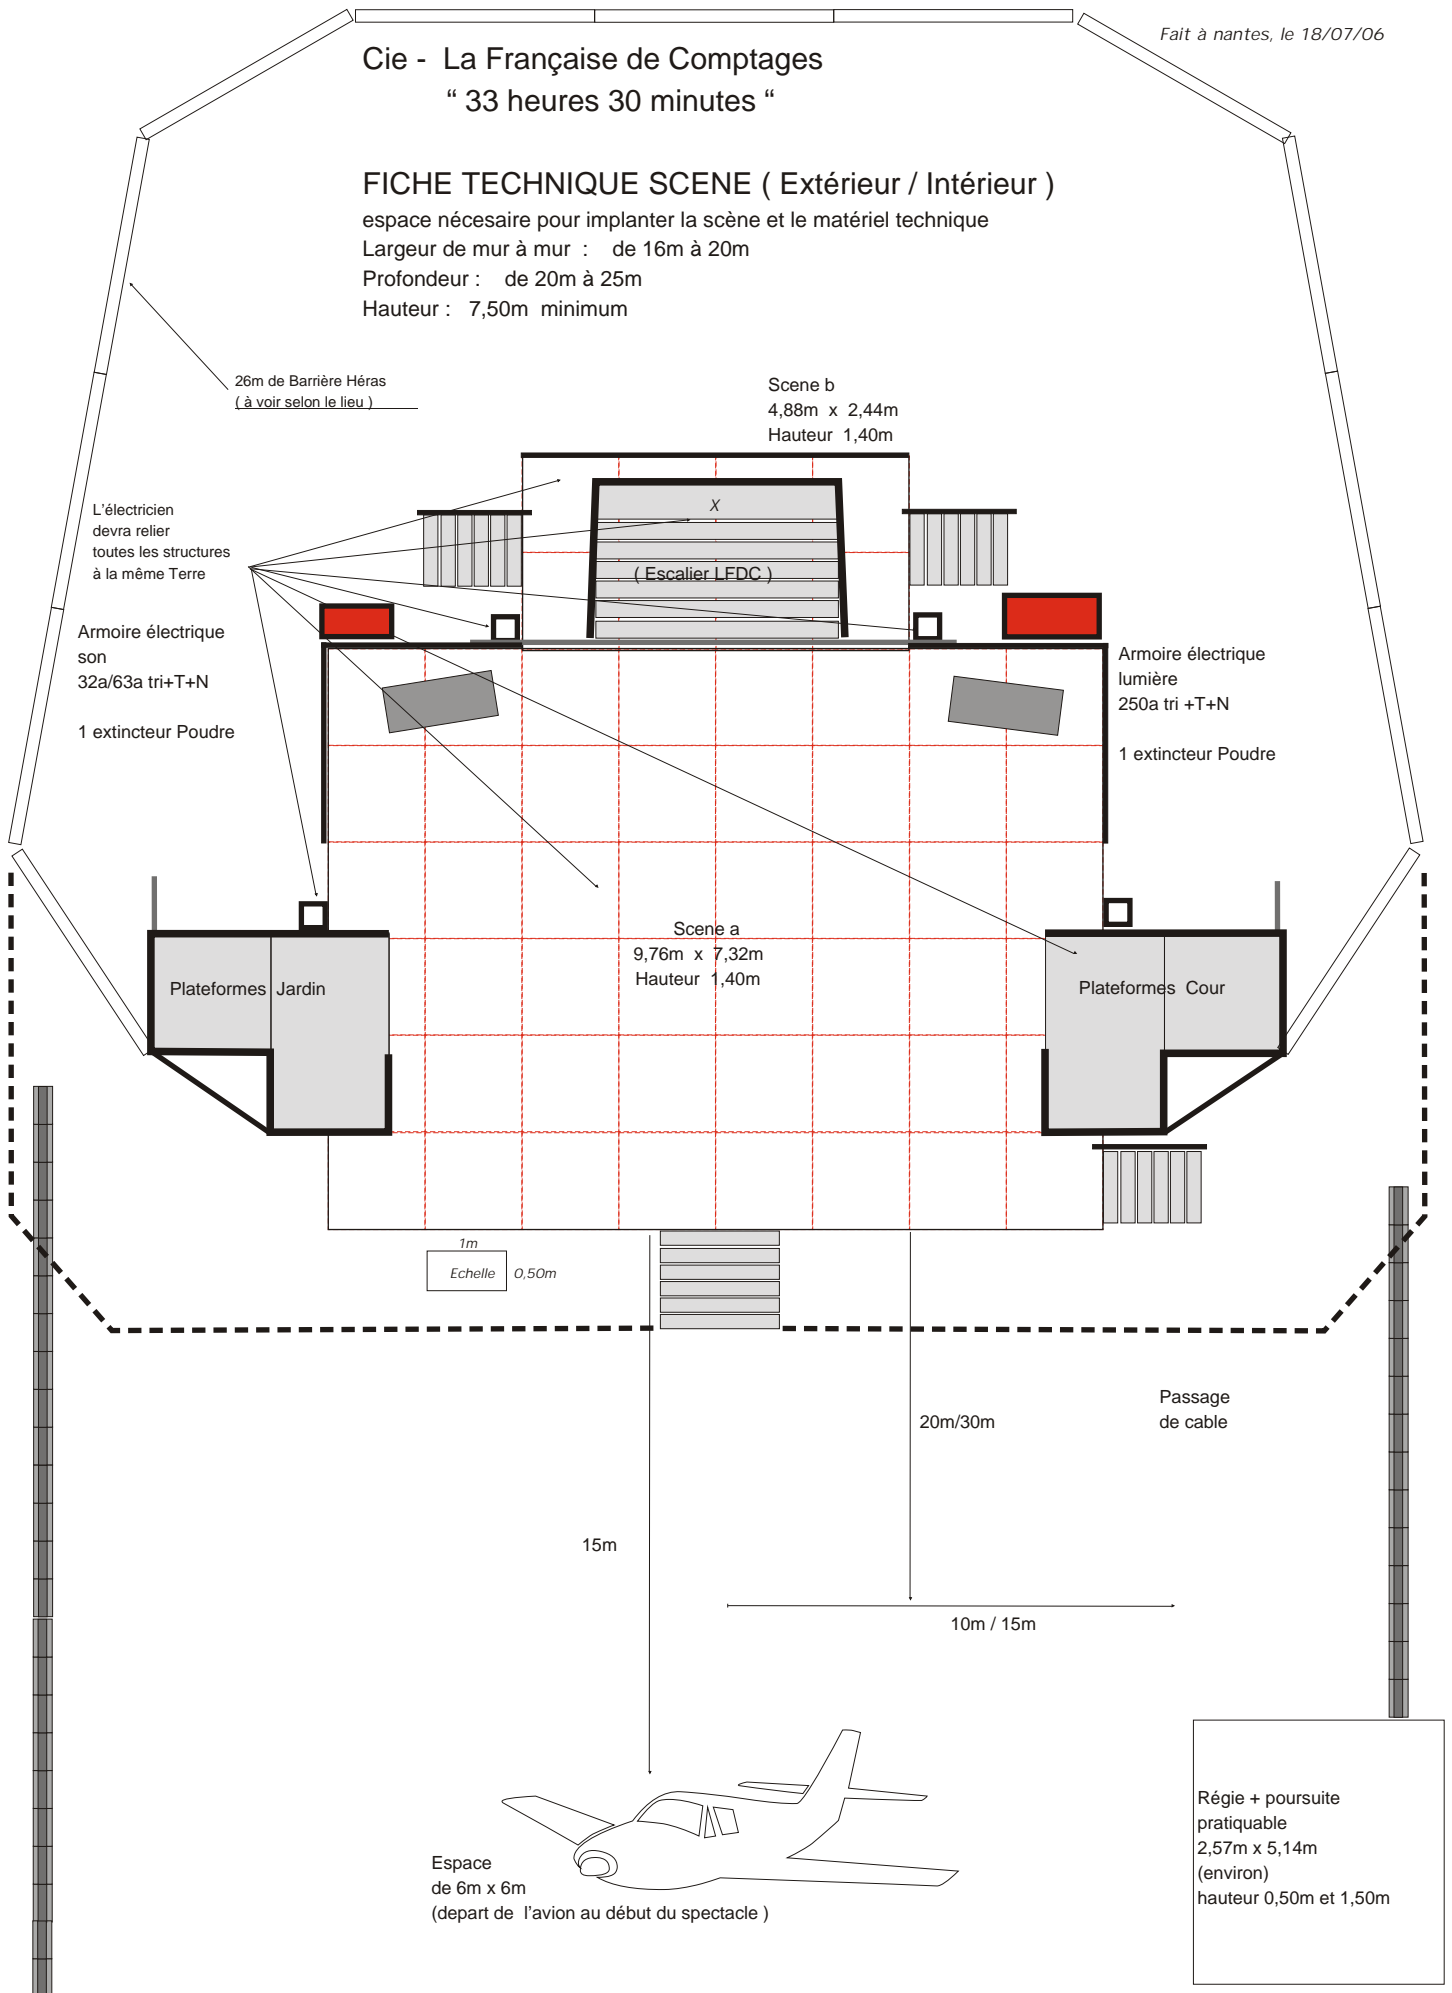 Fait à nantes, le 18/07/06
Cie - La Française de Comptages
“ 33 heures 30 minutes “
FICHE TECHNIQUE SCENE ( Extérieur / Intérieur )
espace nécesaire pour implanter la scène et le matériel technique
Largeur de mur à mur : de 16m à 20m
Profondeur : de 20m à 25m
Hauteur : 7,50m minimum
26m de Barrière Héras
( à voir selon le lieu )
Scene b
4,88m x 2,44m
Hauteur 1,40m
L'électricien
devra relier
toutes les structures
à la même Terre
X
( Escalier LFDC )
Armoire électrique
son
32a/63a tri+T+N
1 extincteur Poudre
Armoire électrique
lumière
250a tri +T+N
1 extincteur Poudre
Scene a
9,76m x 7,32m
Hauteur 1,40m
Plateformes Jardin
Plateformes Cour
1m
Echelle
0,50m
20m/30m
Passage
de cable
15m
10m / 15m
Espace
de 6m x 6m
(depart de l'avion au début du spectacle )
Régie + poursuite
pratiquable
2,57m x 5,14m
(environ)
hauteur 0,50m et 1,50m